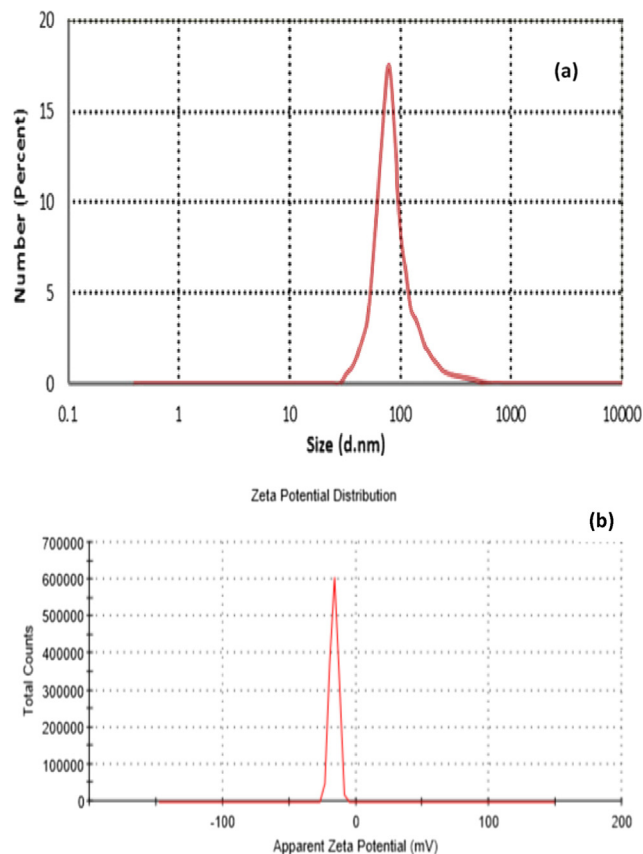 20
(a)
15
10
5
0
Number (Percent)
0.1 1 10 100 1000 10000
Size (d.nm)
Zeta Potential Distribution
(b)
700000
600000
500000
400000
300000
200000
100000
0
Total Counts
-100 0 100 200
Apparent Zeta Potential (mV)